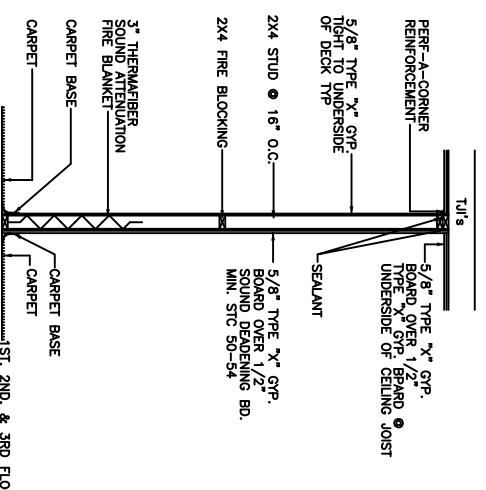 TJI's
PERF-A-CORNER
REINFORCEMENT
5/8" TYPE "X" GYP.
TIGHT TO UNDERSIDE
OF DECK TYP
2X4 STUD @ 16" O.C.
2X4 FIRE BLOCKING
3" THERMAFIBER
SOUND ATTENUATION
FIRE BLANKET
CARPET BASE
CARPET
5/8" TYPE "X" GYP.
BOARD OVER 1/2"
TYPE "X" GYP. BPARD @
UNDERSIDE OF CEILING JOIST
SEALANT
5/8" TYPE "X" GYP.
BOARD OVER 1/2"
SOUND DEADENING BD.
MIN. STC 50-54
CARPET BASE
CARPET
1ST, 2ND, & 3RD FLO